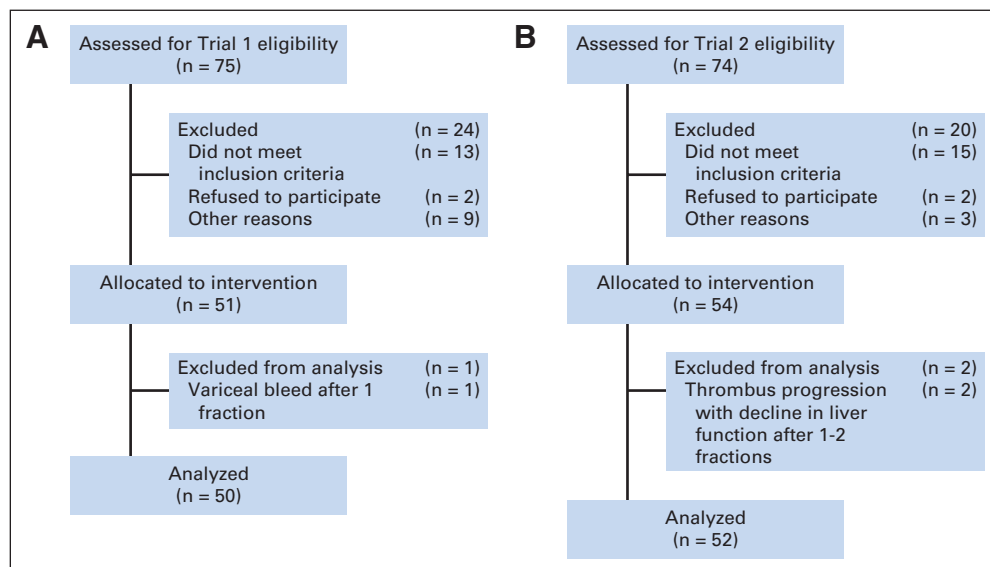 A
Assessed for Trial 1 eligibility
(n = 75)
Excluded (n = 24)
Did not meet (n = 13)
inclusion criteria
Refused to participate (n = 2)
Other reasons (n = 9)
Allocated to intervention
(n = 51)
Excluded from analysis (n = 1)
Variceal bleed after 1 (n = 1)
fraction
Analyzed
(n = 50)
B
Assessed for Trial 2 eligibility
(n = 74)
Excluded (n = 20)
Did not meet (n = 15)
inclusion criteria
Refused to participate (n = 2)
Other reasons (n = 3)
Allocated to intervention
(n = 54)
Excluded from analysis (n = 2)
Thrombus progression (n = 2)
with decline in liver
function after 1-2
fractions
Analyzed
(n = 52)